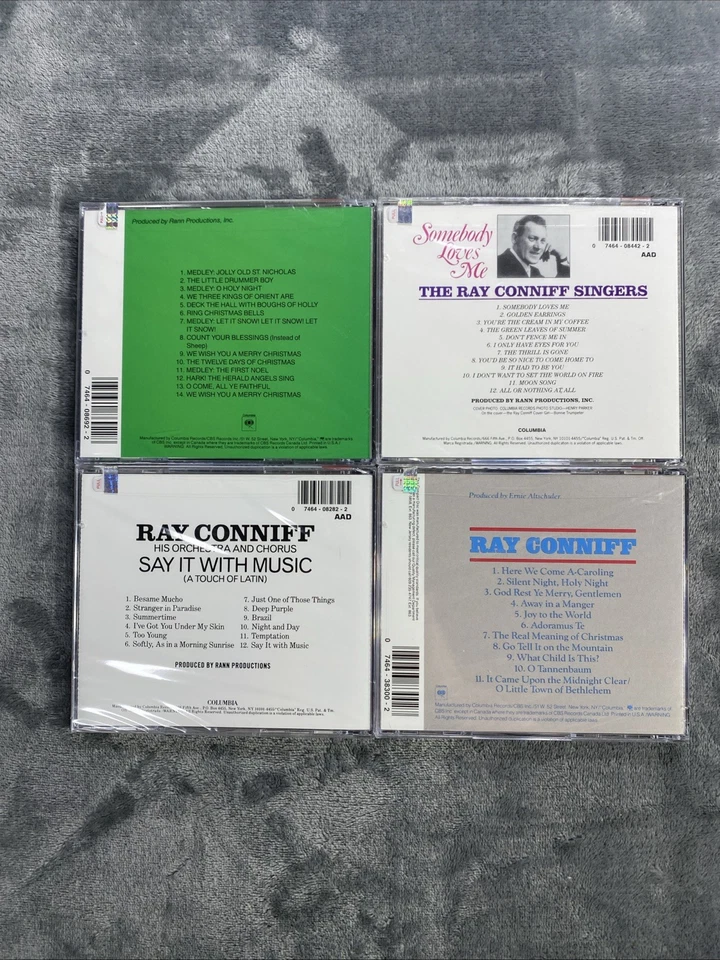 Produced by Rann Productions, Inc.
1. MEDLEY: JOLLY OLD ST. NICHOLAS
2. THE LITTLE DRUMMER BOY
3. MEDLEY: O HOLY NIGHT
4. WE THREE KINGS OF ORIENT ARE
5. DECK THE HALL WITH BOUGHS OF HOLLY
6. RING CHRISTMAS BELLS
7. MEDLEY: LET IT SNOW! LET IT SNOW! LET
IT SNOW!
8. COUNT YOUR BLESSINGS (Instead of
Sheep)
9. WE WISH YOU A MERRY CHRISTMAS
10. THE TWELVE DAYS OF CHRISTMAS
11. MEDLEY: THE FIRST NOEL
12. HARK! THE HERALD ANGELS SING
13. O COME, ALL YE FAITHFUL
14. WE WISH YOU A MERRY CHRISTMAS
0 7464-08692-2
Somebody
Loves
Me
0 7464-08442-2
AAD
THE RAY CONNIFF SINGERS
1. SOMEBODY LOVES ME
2. GOLDEN EARRINGS
3. YOU'RE THE CREAM IN MY COFFEE
4. THE GREEN LEAVES OF SUMMER
5. DON'T FENCE ME IN
6. I ONLY HAVE EYES FOR YOU
7. THE THRILL IS GONE
8. YOU'D BE SO NICE TO COME HOME TO
9. IT HAD TO BE YOU
10. I DON'T WANT TO SET THE WORLD ON FIRE
11. MOON SONG
12. ALL OR NOTHING AT ALL
PRODUCED BY RANN PRODUCTIONS, INC.
COLUMBIA
0 7464-08282-2
AAD
RAY CONNIFF
HIS ORCHESTRA AND CHORUS
SAY IT WITH MUSIC
(A TOUCH OF LATIN)
1. Besame Mucho
2. Stranger in Paradise
3. Summertime
4. I've Got You Under My Skin
5. Too Young
6. Softly, As in a Morning Sunrise
7. Just One of Those Things
8. Deep Purple
9. Brazil
10. Night and Day
11. Temptation
12. Say It with Music
PRODUCED BY RANN PRODUCTIONS
COLUMBIA
Produced by Ernie Altschuler
RAY CONNIFF
1. Here We Come A-Caroling
2. Silent Night, Holy Night
3. God Rest Ye Merry, Gentlemen
4. Away in a Manger
5. Joy to the World
6. Adoramus Te
7. The Real Meaning of Christmas
8. Go Tell It on the Mountain
9. What Child Is This?
10. O Tannenbaum
11. It Came Upon the Midnight Clear/
O Little Town of Bethlehem
0 7464-38300-2